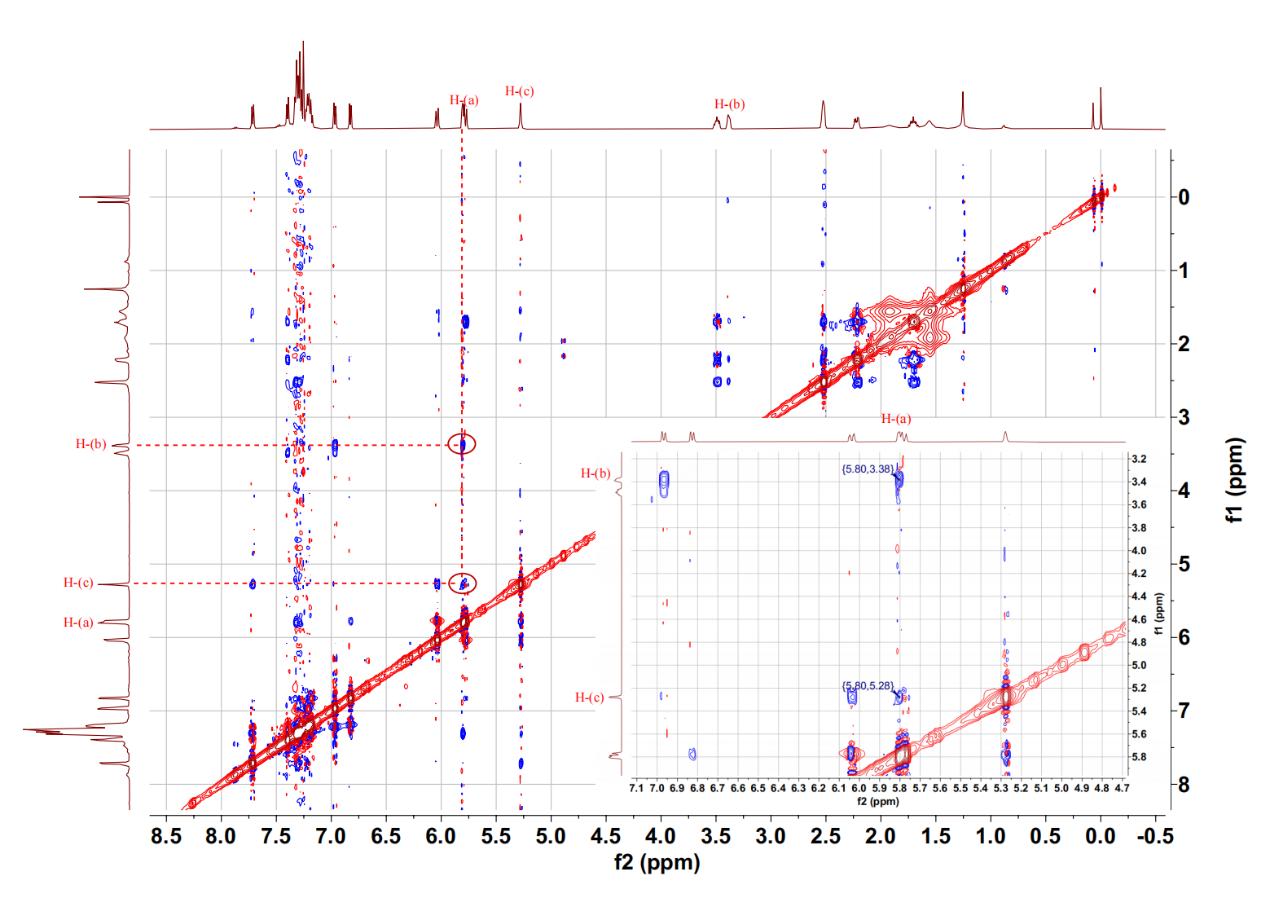 H-(a)
H-(c)
H-(b)
0
1
2
3
4
5
6
7
8
f1 (ppm)
H-(b)
H-(c)
H-(a)
H-(a)
H-(b)
H-(c)
{5.80,3.38}
{5.80,5.28}
3.2
3.4
3.6
3.8
4.0
4.2
4.4
4.6
4.8
5.0
5.2
5.4
5.6
5.8
f1 (ppm)
7.1 7.0 6.9 6.8 6.7 6.6 6.5 6.4 6.3 6.2 6.1 6.0 5.9 5.8 5.7 5.6 5.5 5.4 5.3 5.2 5.1 5.0 4.9 4.8 4.7
f2 (ppm)
8.5 8.0 7.5 7.0 6.5 6.0 5.5 5.0 4.5 4.0 3.5 3.0 2.5 2.0 1.5 1.0 0.5 0.0 -0.5
f2 (ppm)